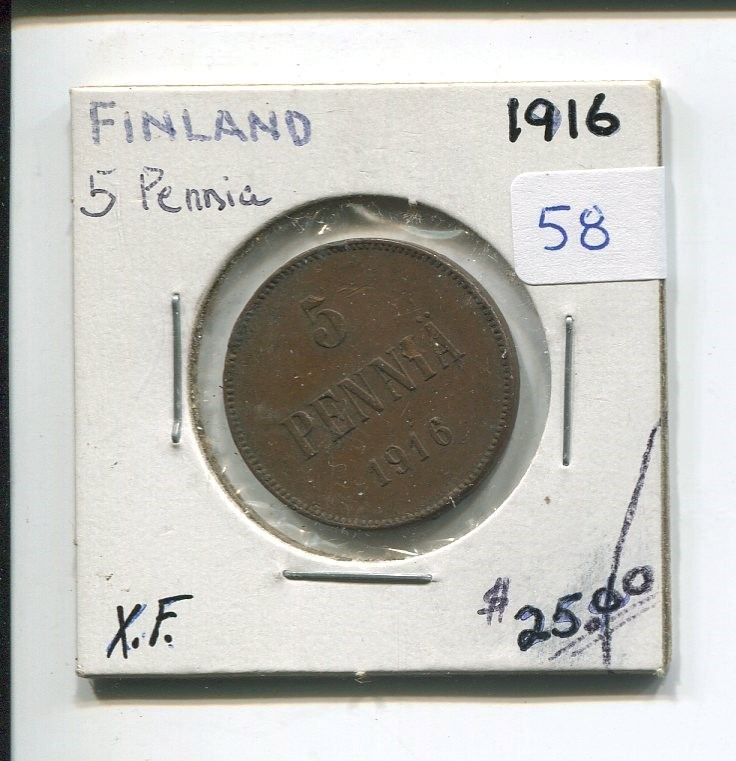 FINLAND 1916
5 Pennia
58
5
PENNIÄ
1916
X.F.
$25.00